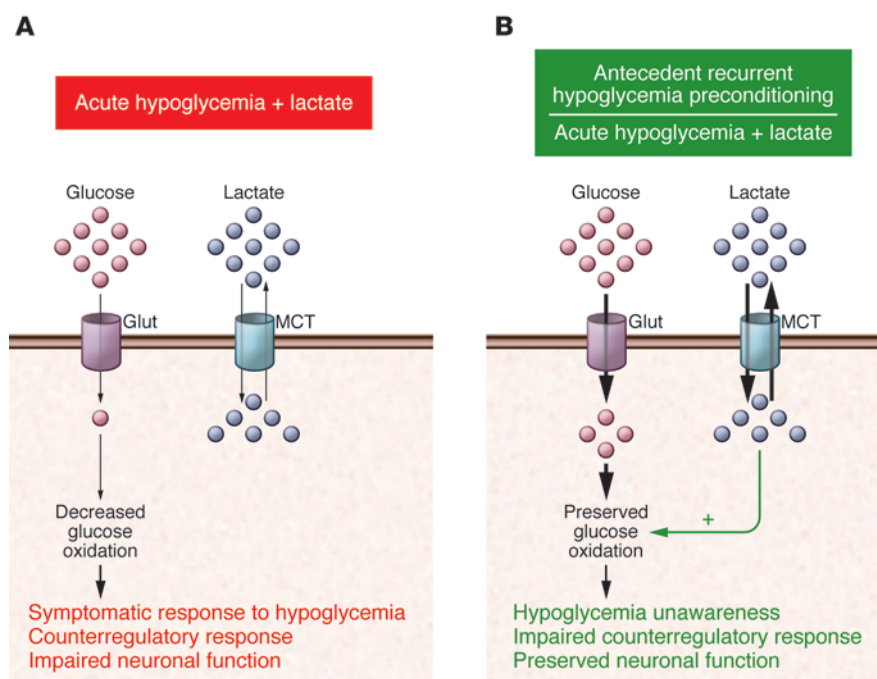 A
Acute hypoglycemia + lactate
Glucose
Lactate
Glut
MCT
Decreased
glucose
oxidation
Symptomatic response to hypoglycemia
Counterregulatory response
Impaired neuronal function
B
Antecedent recurrent
hypoglycemia preconditioning
Acute hypoglycemia + lactate
Glucose
Lactate
Glut
MCT
Preserved
glucose
oxidation
+
Hypoglycemia unawareness
Impaired counterregulatory response
Preserved neuronal function